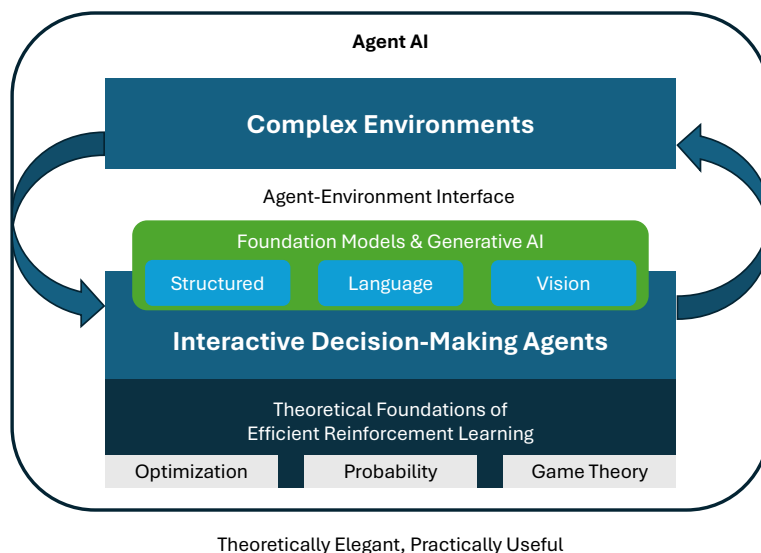 Agent AI
Complex Environments
Agent-Environment Interface
Foundation Models & Generative AI
Structured
Language
Vision
Interactive Decision-Making Agents
Theoretical Foundations of
Efficient Reinforcement Learning
Optimization
Probability
Game Theory
Theoretically Elegant, Practically Useful